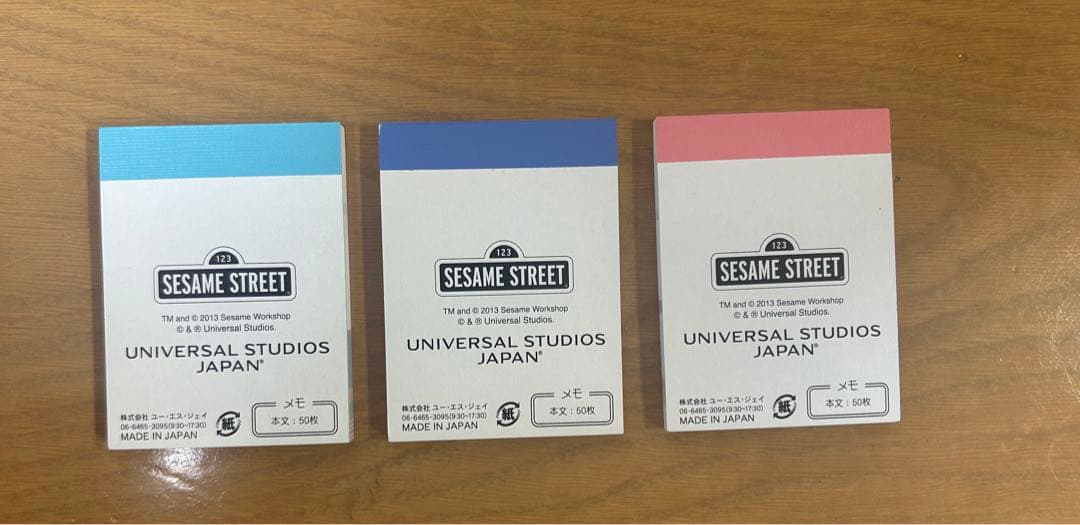 123
SESAME STREET
TM and © 2013 Sesame Workshop
© & ® Universal Studios.
UNIVERSAL STUDIOS
JAPAN®
株式会社 ユー・エス・ジェイ
06-6465-3095(9:30~17:30)
MADE IN JAPAN
紙
メモ
本文：50枚
123
SESAME STREET
TM and © 2013 Sesame Workshop
© & ® Universal Studios.
UNIVERSAL STUDIOS
JAPAN®
株式会社 ユー・エス・ジェイ
06-6465-3095(9:30~17:30)
MADE IN JAPAN
紙
メモ
本文：50枚
123
SESAME STREET
TM and © 2013 Sesame Workshop
© & ® Universal Studios.
UNIVERSAL STUDIOS
JAPAN®
株式会社 ユー・エス・ジェイ
06-6465-3095(9:30~17:30)
MADE IN JAPAN
紙
メモ
本文：50枚